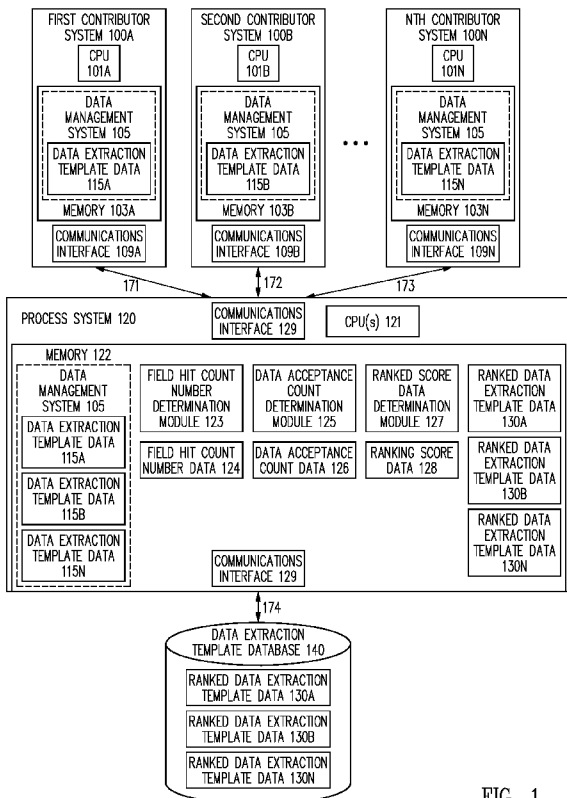 FIRST CONTRIBUTOR
SYSTEM 100A
CPU
101A
DATA
MANAGEMENT
SYSTEM 105
DATA EXTRACTION
TEMPLATE DATA
115A
MEMORY 103A
COMMUNICATIONS
INTERFACE 109A
SECOND CONTRIBUTOR
SYSTEM 100B
CPU
101B
DATA
MANAGEMENT
SYSTEM 105
DATA EXTRACTION
TEMPLATE DATA
115B
MEMORY 103B
COMMUNICATIONS
INTERFACE 109B
...
NTH CONTRIBUTOR
SYSTEM 100N
CPU
101N
DATA
MANAGEMENT
SYSTEM 105
DATA EXTRACTION
TEMPLATE DATA
115N
MEMORY 103N
COMMUNICATIONS
INTERFACE 109N
171
172
173
PROCESS SYSTEM 120
COMMUNICATIONS
INTERFACE 129
CPU(s) 121
MEMORY 122
DATA
MANAGEMENT
SYSTEM 105
DATA EXTRACTION
TEMPLATE DATA
115A
DATA EXTRACTION
TEMPLATE DATA
115B
DATA EXTRACTION
TEMPLATE DATA
115N
FIELD HIT COUNT
NUMBER
DETERMINATION
MODULE 123
FIELD HIT COUNT
NUMBER DATA 124
DATA ACCEPTANCE
COUNT
DETERMINATION
MODULE 125
DATA ACCEPTANCE
COUNT DATA 126
RANKED SCORE
DATA
DETERMINATION
MODULE 127
RANKING SCORE
DATA 128
RANKED DATA
EXTRACTION
TEMPLATE DATA
130A
RANKED DATA
EXTRACTION
TEMPLATE DATA
130B
RANKED DATA
EXTRACTION
TEMPLATE DATA
130N
COMMUNICATIONS
INTERFACE 129
174
DATA EXTRACTION
TEMPLATE DATABASE 140
RANKED DATA EXTRACTION
TEMPLATE DATA 130A
RANKED DATA EXTRACTION
TEMPLATE DATA 130B
RANKED DATA EXTRACTION
TEMPLATE DATA 130N
FIG. 1